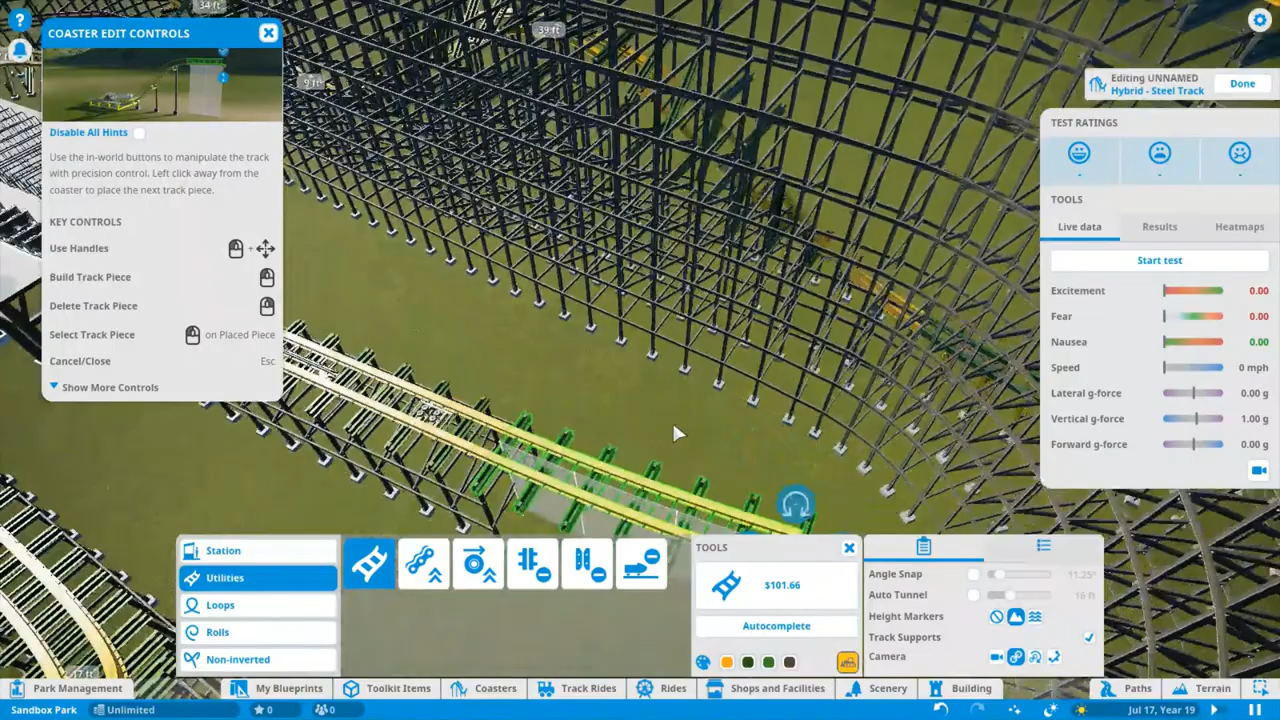 34 ft
39 ft
9 ft
?
COASTER EDIT CONTROLS
Disable All Hints
Use the in-world buttons to manipulate the track
with precision control. Left click away from the
coaster to place the next track piece.
KEY CONTROLS
Use Handles +
Build Track Piece
Delete Track Piece
Select Track Piece on Placed Piece
Cancel/Close Esc
Show More Controls
Editing UNNAMED
Hybrid - Steel Track
Done
TEST RATINGS
- - -
TOOLS
Live data Results Heatmaps
Start test
Excitement 0.00
Fear 0.00
Nausea 0.00
Speed 0 mph
Lateral g-force 0.00 g
Vertical g-force 1.00 g
Forward g-force 0.00 g
Station
Utilities
Loops
Rolls
Non-inverted
TOOLS
$101.66
Autocomplete
Angle Snap 11.25°
Auto Tunnel 16 ft
Height Markers
Track Supports
Camera
Park Management My Blueprints Toolkit Items Coasters Track Rides Rides Shops and Facilities Scenery Building Paths Terrain
Sandbox Park Unlimited 0 0 Jul 17, Year 19